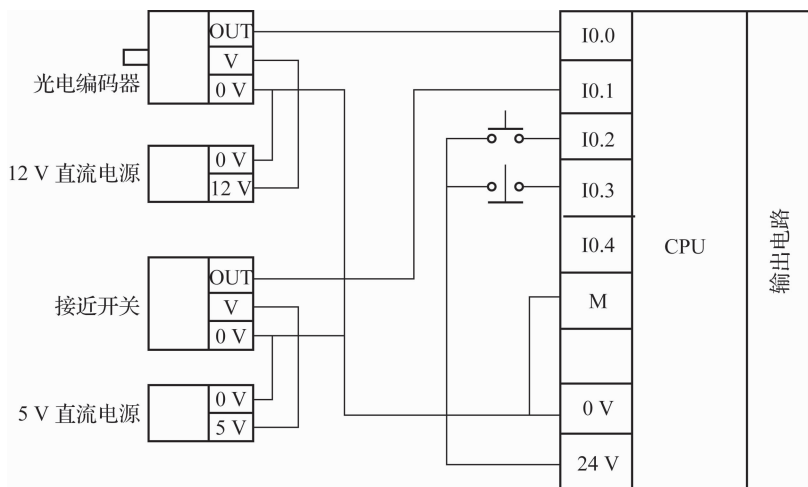 OUT
V
0 V
光电编码器
0 V
12 V
12 V 直流电源
OUT
V
0 V
接近开关
0 V
5 V
5 V 直流电源
I0.0
I0.1
I0.2
I0.3
I0.4
M
0 V
24 V
CPU
输出电路